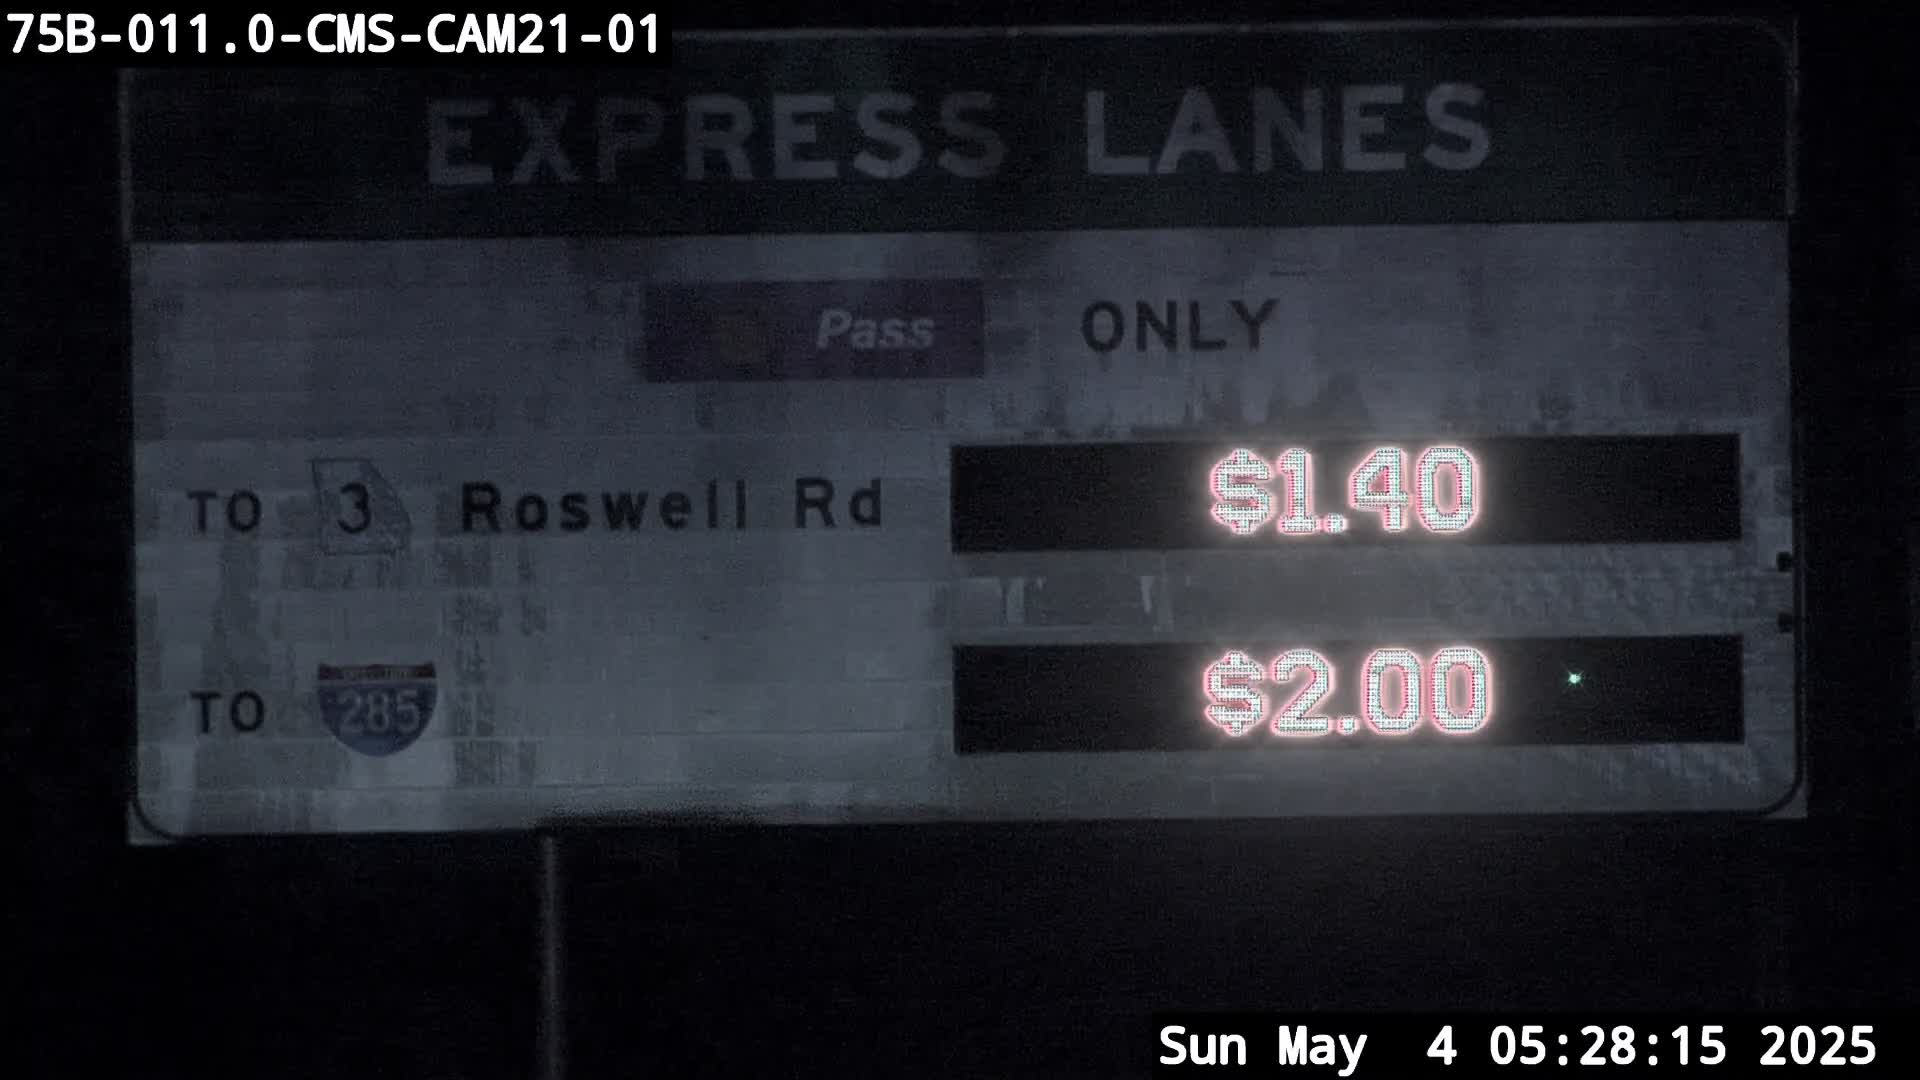 75B-011.0-CMS-CAM21-01
EXPRESS LANES
Pass ONLY
TO 3 Roswell Rd $1.40
TO 285 $2.00
Sun May 4 05:28:15 2025